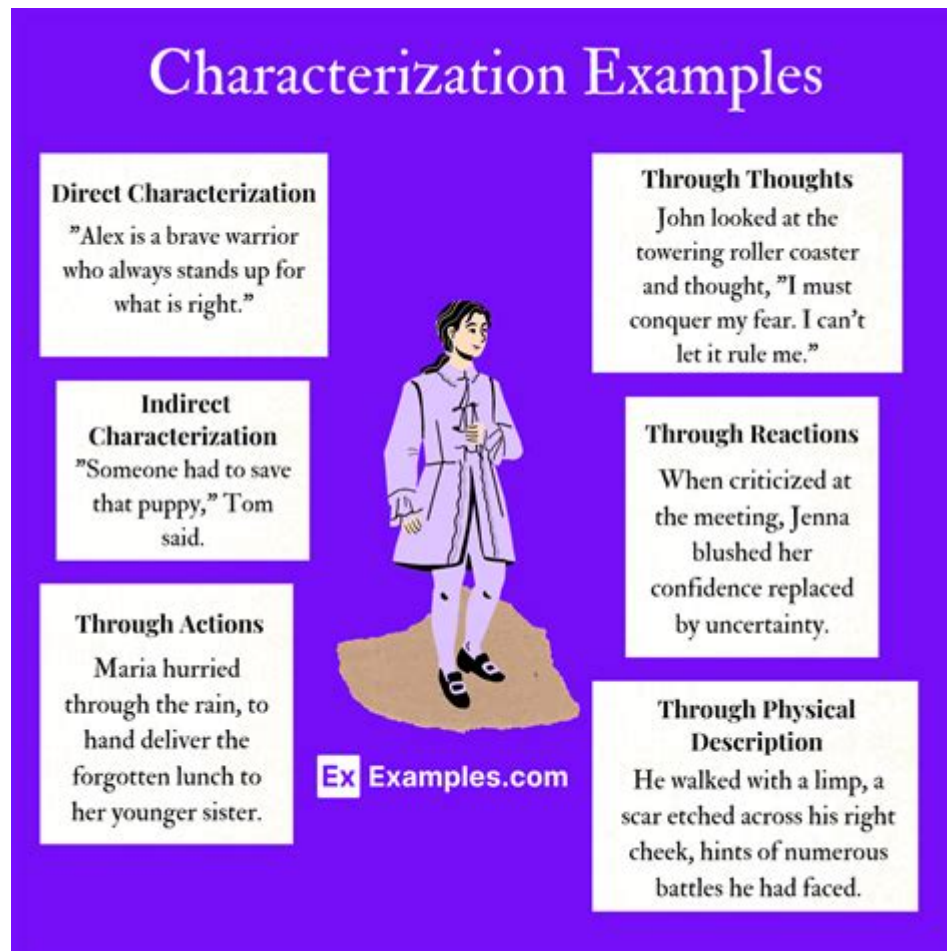 Characterization Examples
Direct Characterization
”Alex is a brave warrior
who always stands up for
what is right.”
Indirect
Characterization
”Someone had to save
that puppy,” Tom
said.
Through Actions
Maria hurried
through the rain, to
hand deliver the
forgotten lunch to
her younger sister.
Through Thoughts
John looked at the
towering roller coaster
and thought, ”I must
conquer my fear. I can’t
let it rule me.”
Through Reactions
When criticized at
the meeting, Jenna
blushed her
confidence replaced
by uncertainty.
Through Physical
Description
He walked with a limp, a
scar etched across his right
cheek, hints of numerous
battles he had faced.
Ex Examples.com